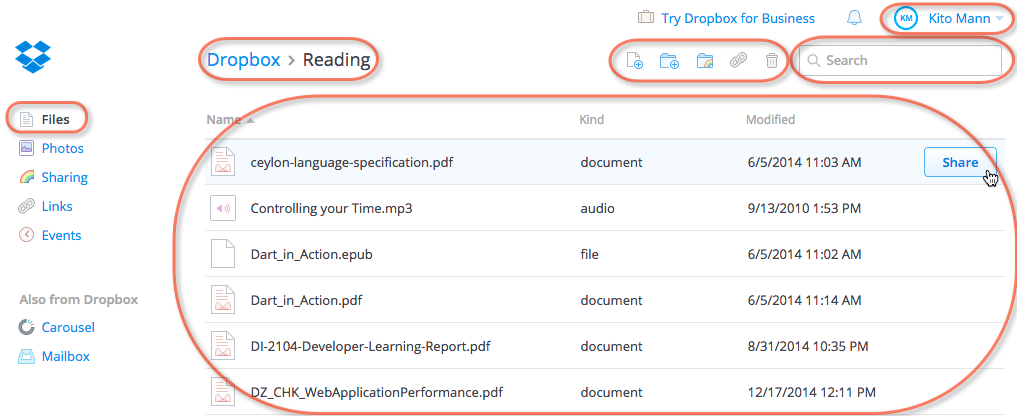 Try Dropbox for Business
KM Kito Mann
Dropbox > Reading
Search
Files
Photos
Sharing
Links
Events
Also from Dropbox
Carousel
Mailbox
Name Kind Modified
ceylon-language-specification.pdf document 6/5/2014 11:03 AM Share
Controlling your Time.mp3 audio 9/13/2010 1:53 PM
Dart_in_Action.epub file 6/5/2014 11:02 AM
Dart_in_Action.pdf document 6/5/2014 11:14 AM
DI-2104-Developer-Learning-Report.pdf document 8/31/2014 10:35 PM
DZ_CHK_WebApplicationPerformance.pdf document 12/17/2014 12:11 PM